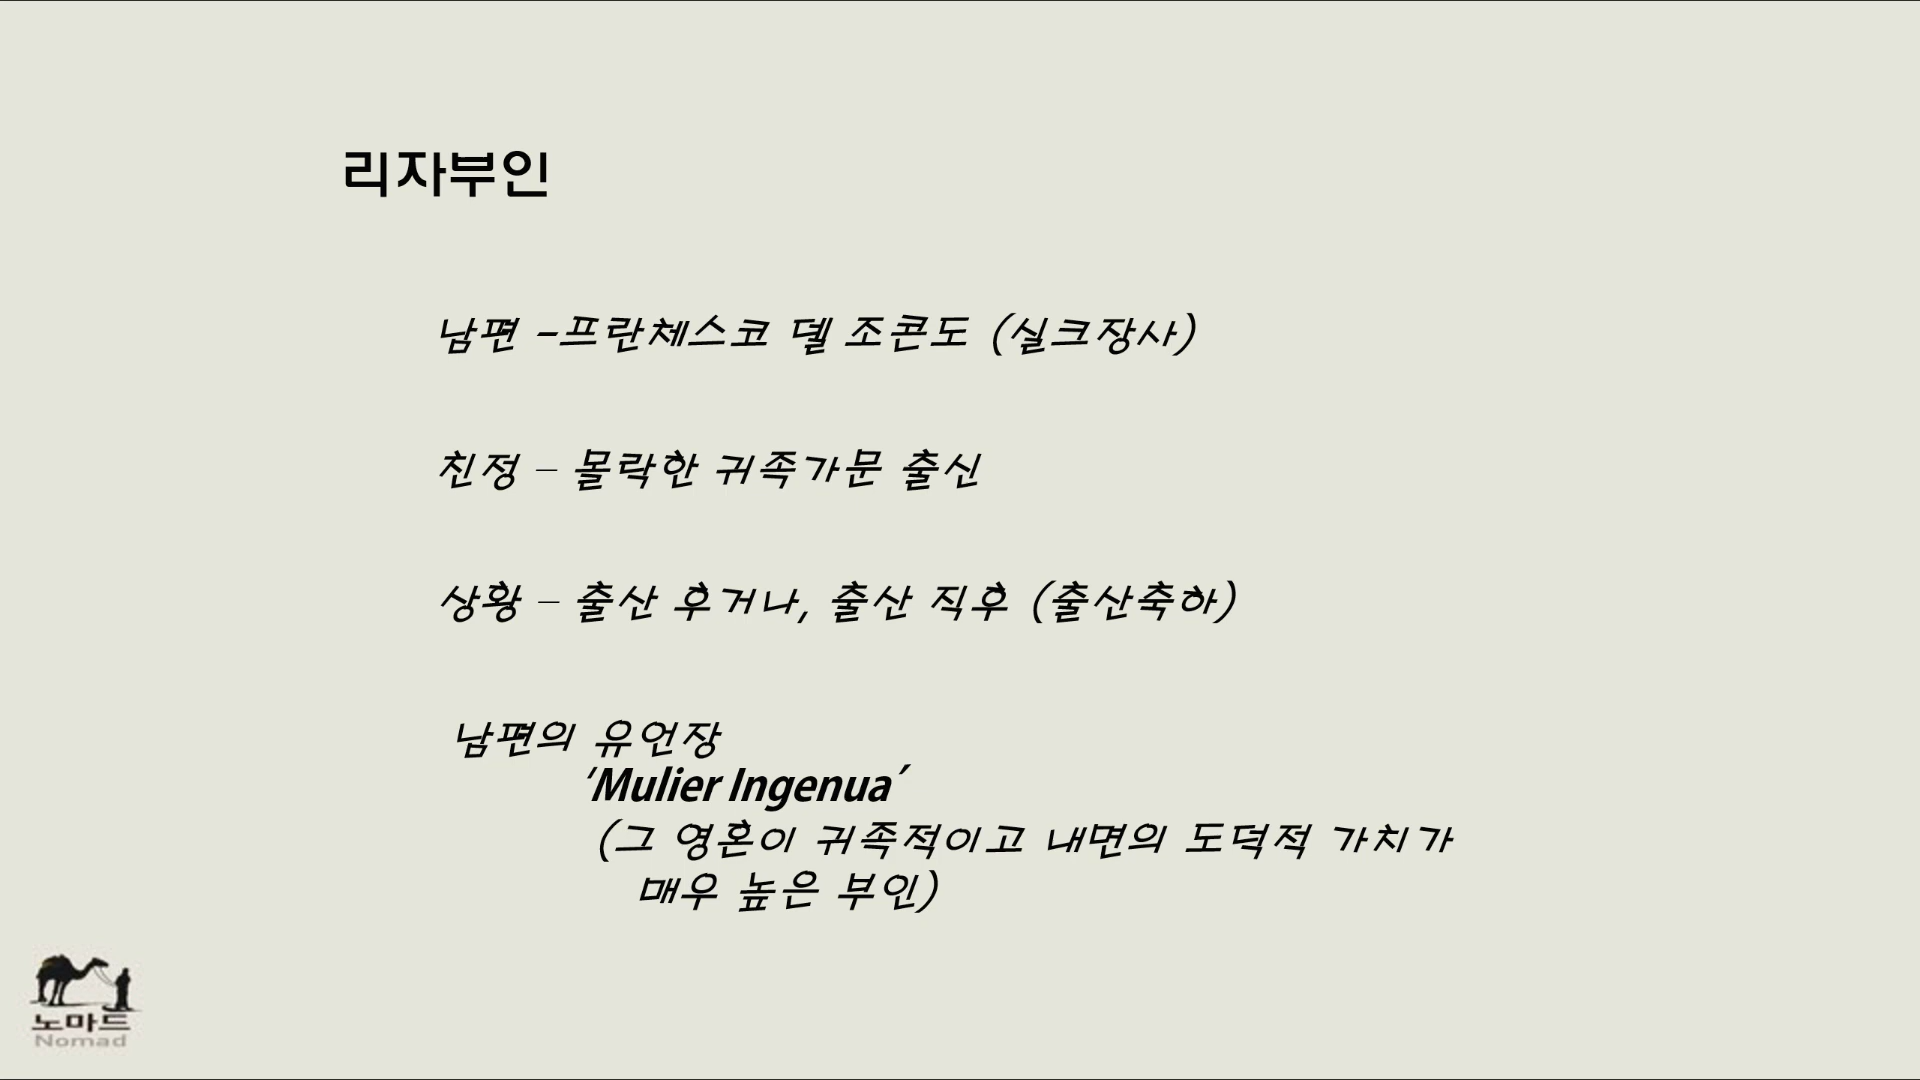 리자부인
남편 –프란체스코 델 조콘도 (실크장사)
친정 – 몰락한 귀족가문 출신
상황 – 출산 후거나, 출산 직후 (출산축하)
남편의 유언장
‘Mulier Ingenua´
(그 영혼이 귀족적이고 내면의 도덕적 가치가
매우 높은 부인)
노마드
Nomad